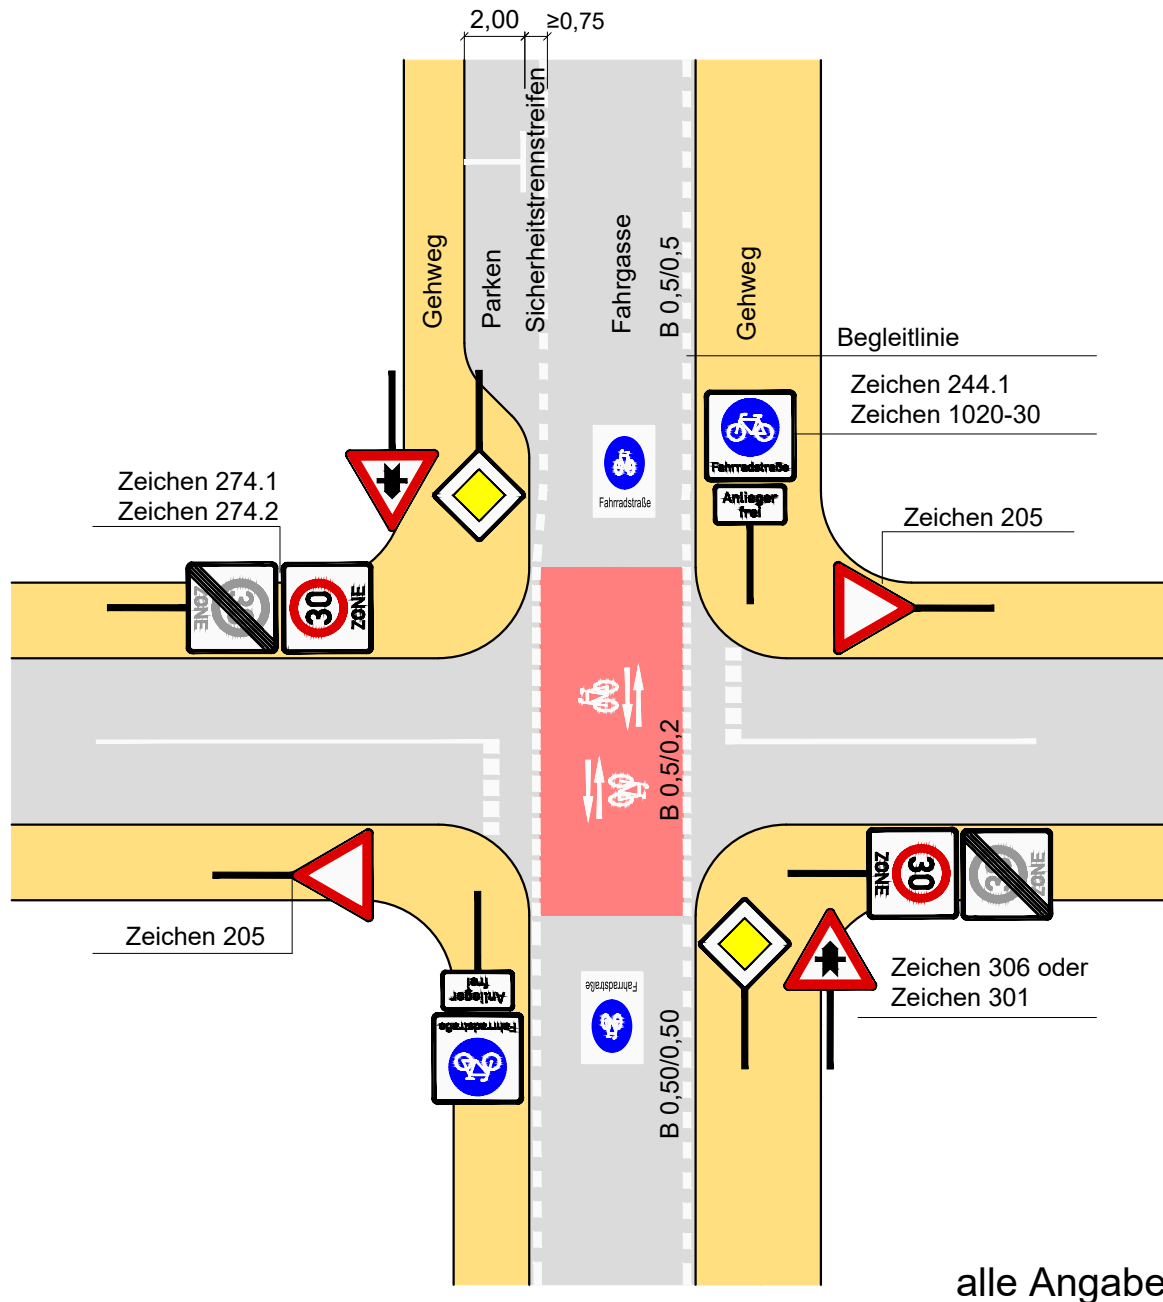 2,00
≥0,75
Gehweg
Parken
Sicherheitstrennstreifen
Fahrgasse
B 0,5/0,5
Gehweg
Begleitlinie
Zeichen 244.1
Zeichen 1020-30
Fahrradstraße
Anlieger
frei
Fahrradstraße
Zeichen 274.1
Zeichen 274.2
Zeichen 205
30
ZONE
30
ZONE
B 0,5/0,2
30
ZONE
30
ZONE
Zeichen 205
Zeichen 306 oder
Zeichen 301
Anlieger
frei
Fahrradstraße
Fahrradstraße
B 0,50/0,50
alle Angabe